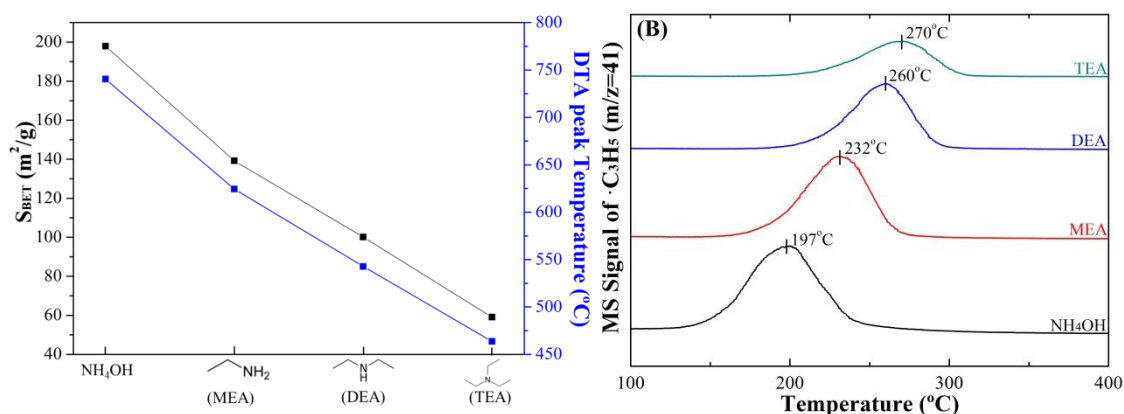 200
180
160
140
120
100
80
60
40
S_BET (m²/g)
800
750
700
650
600
550
500
450
DTA peak Temperature (°C)
NH₄OH
NH₂
(MEA)
N
H
(DEA)
N
(TEA)
(B)
MS Signal of ·C₃H₅ (m/z=41)
270°C
TEA
260°C
DEA
232°C
MEA
197°C
NH₄OH
100
200
300
400
Temperature (°C)